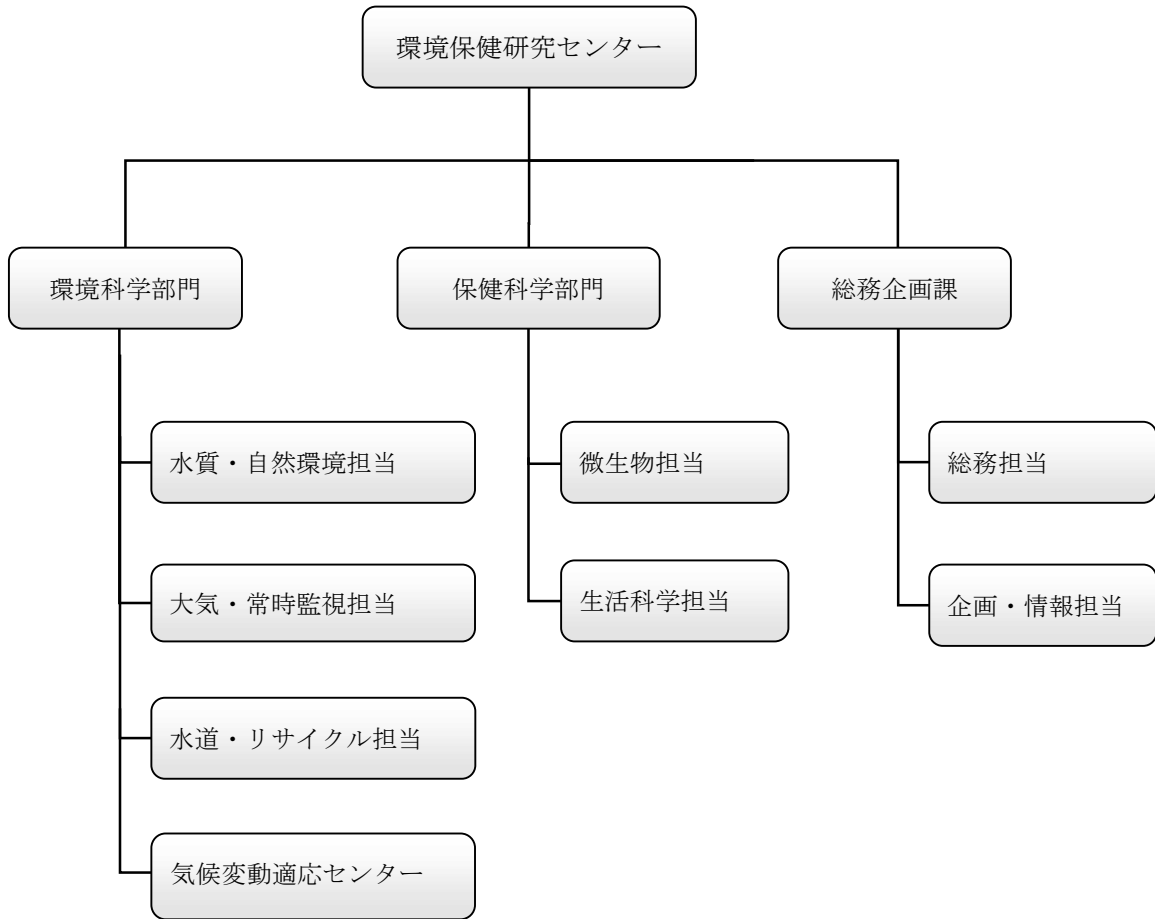 環境保健研究センター
環境科学部門
保健科学部門
総務企画課
水質・自然環境担当
微生物担当
総務担当
大気・常時監視担当
生活科学担当
企画・情報担当
水道・リサイクル担当
気候変動適応センター